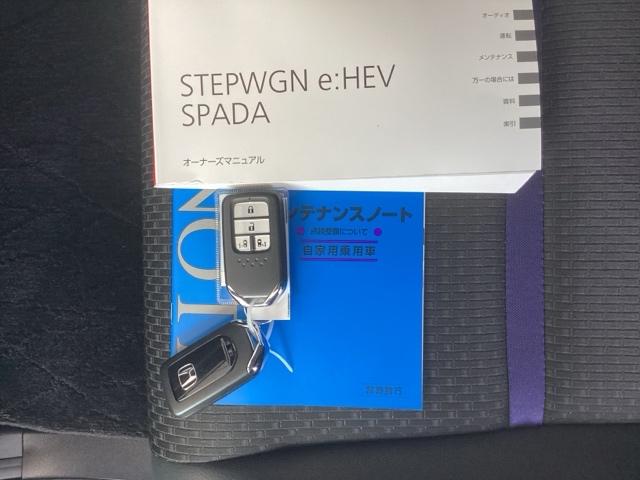 オーディオ
運転
メンテナンス
万一の場合には
資料
索引
STEPWGN e:HEV
SPADA
オーナーズマニュアル
ンテナンスノート
点検整備について
自家用乗用車